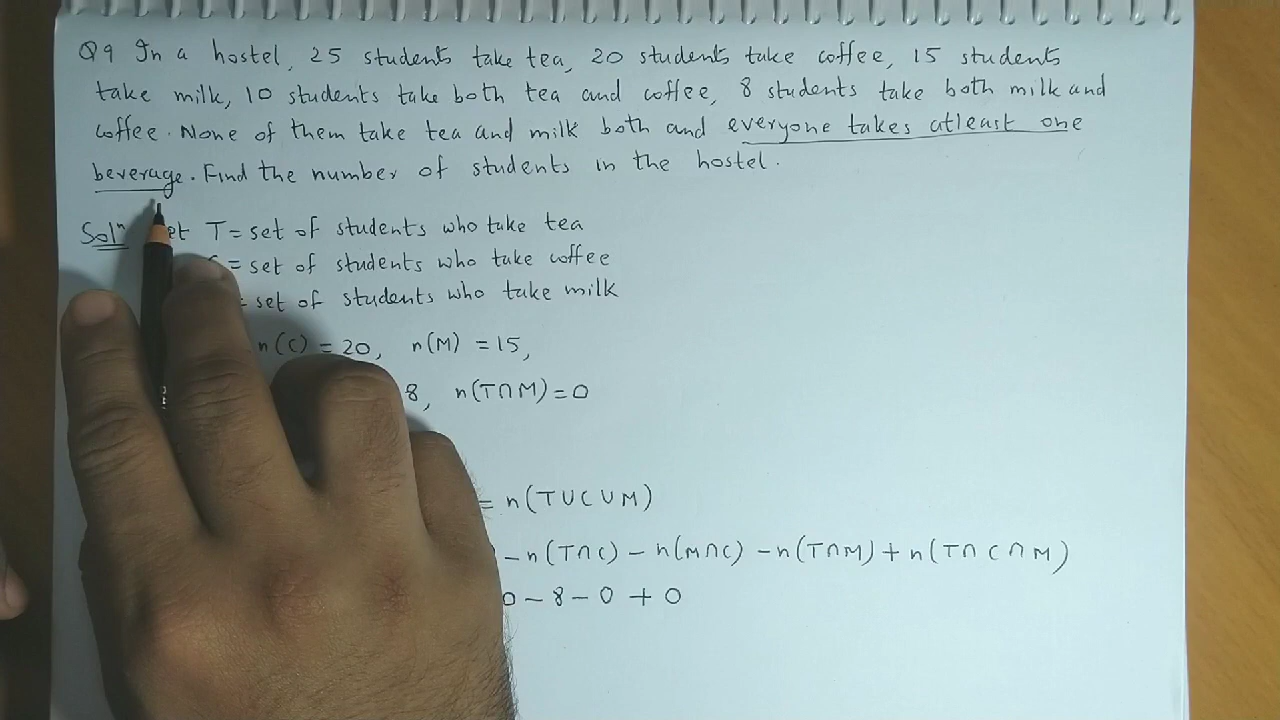 Q9 In a hostel, 25 students take tea, 20 students take coffee, 15 students
take milk, 10 students take both tea and coffee, 8 students take both milk and
coffee. None of them take tea and milk both and everyone takes atleast one
beverage. Find the number of students in the hostel.
Solⁿ T = set of students who take tea
= set of students who take coffee
= set of students who take milk
n(C) = 20, n(M) = 15,
8, n(T∩M) = 0
= n(T∪C∪M)
- n(T∩C) - n(M∩C) - n(T∩M) + n(T∩C∩M)
0 - 8 - 0 + 0